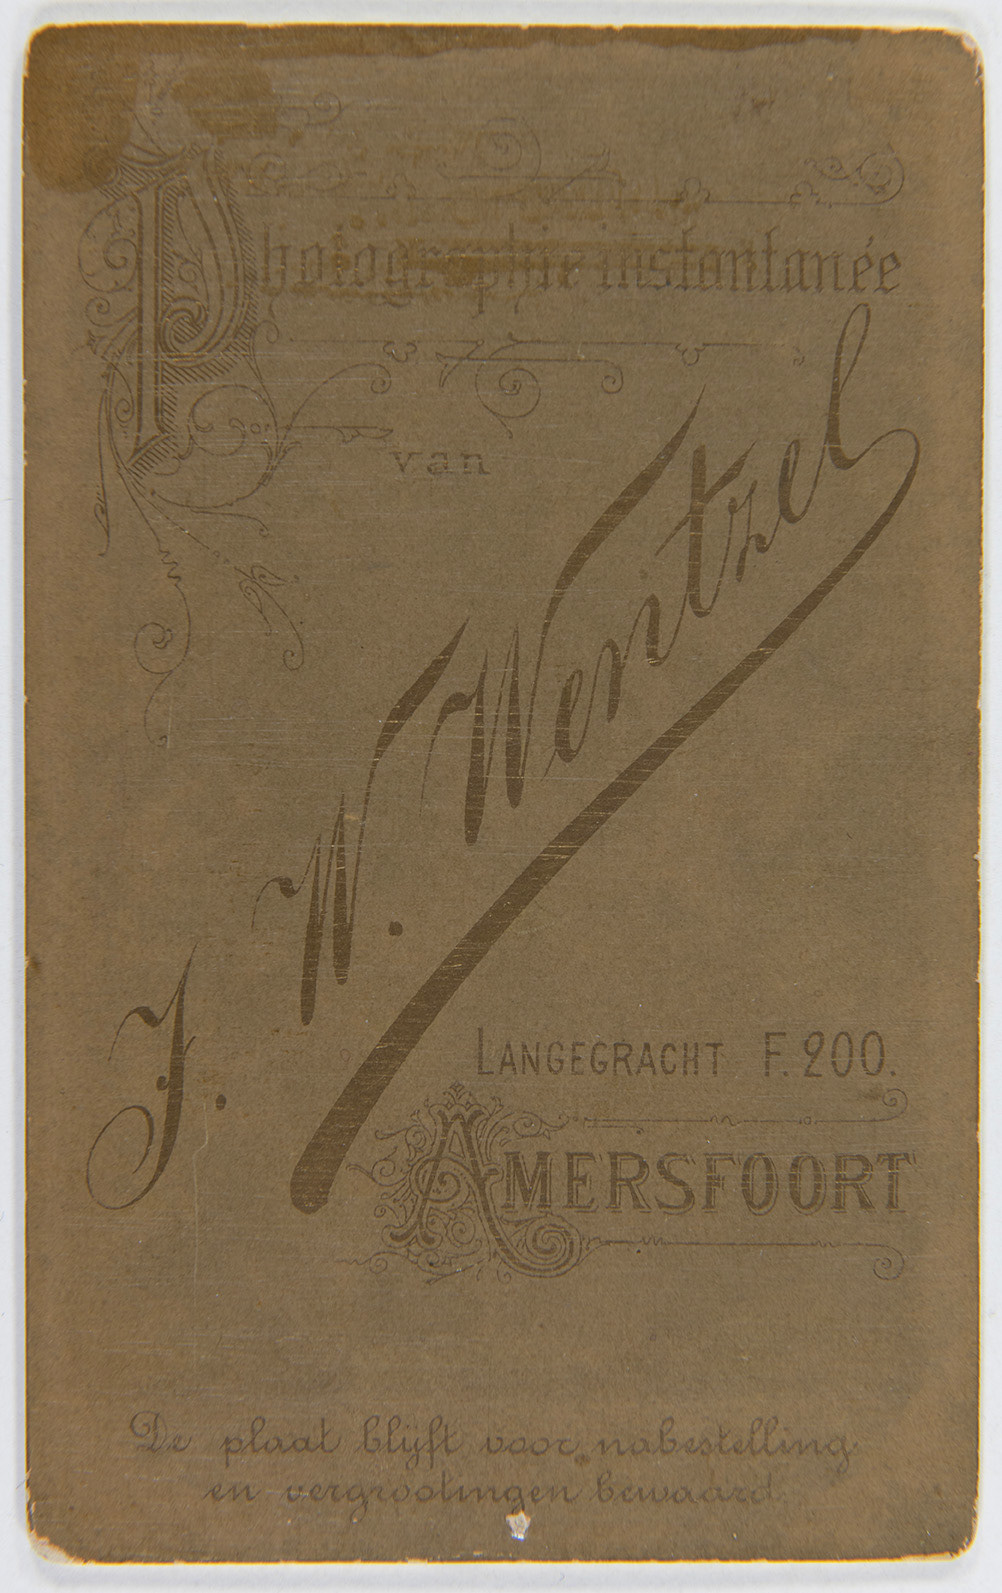 Photographie instantanée
van
J. W. Wentzel
LANGEGRACHT F. 200.
AMERSFOORT
De plaat blijft voor nabestelling
en vergrootingen bewaard.